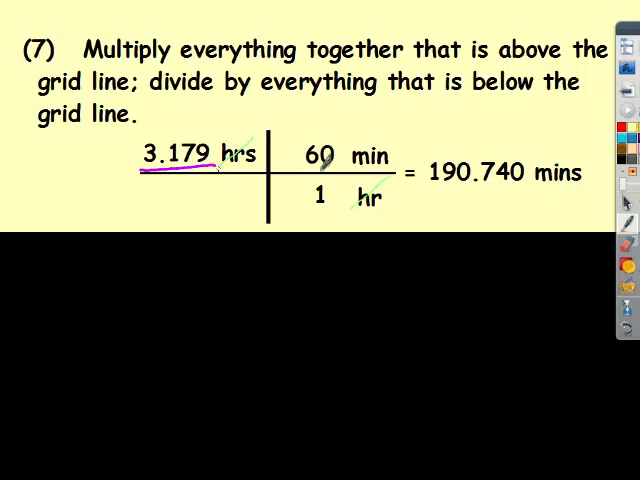 (7) Multiply everything together that is above the
grid line; divide by everything that is below the
grid line.
3.179 hrs 60 min
= 190.740 mins
1 hr